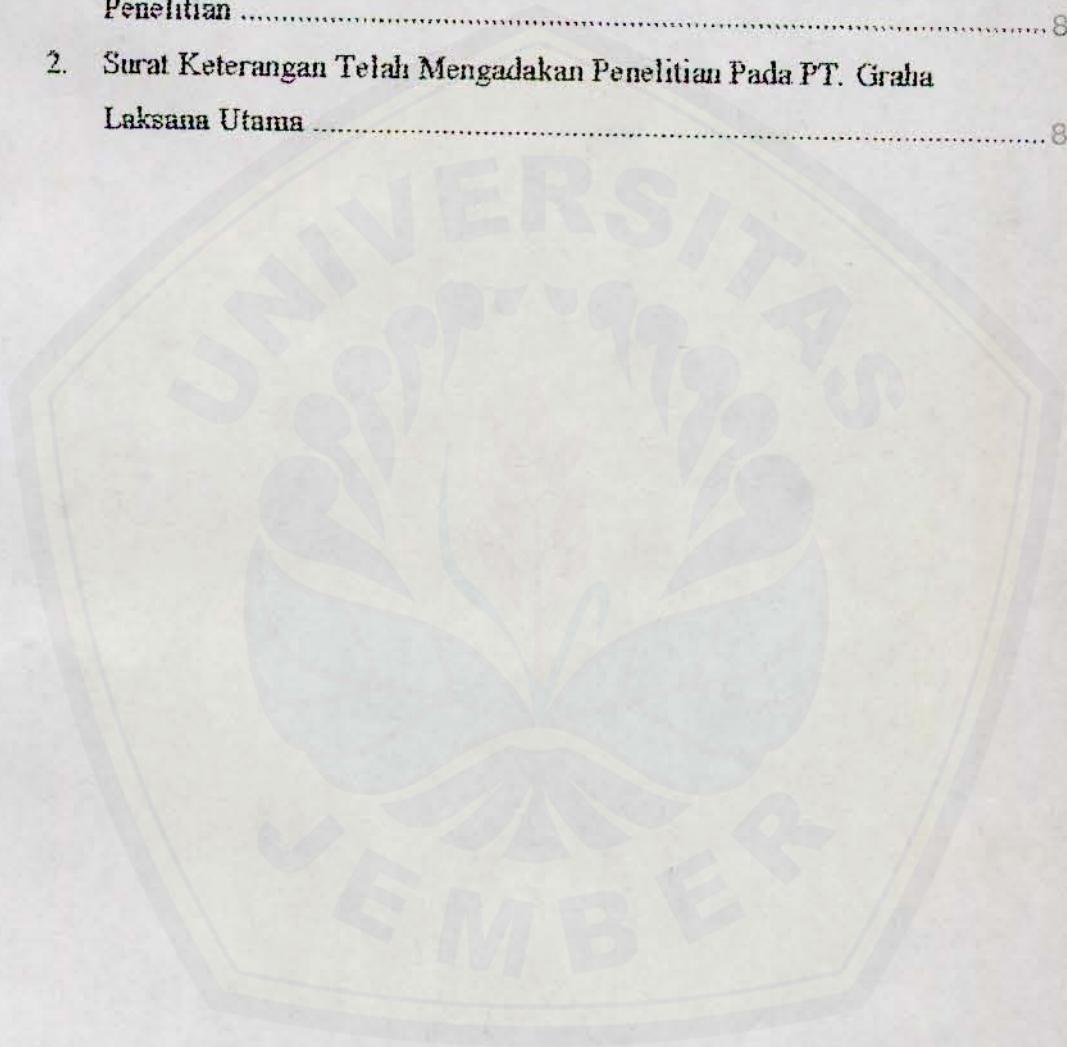 Penelitian ........................................................................ 8
2. Surat Keterangan Telah Mengadakan Penelitian Pada PT. Graha
Laksana Utama ........................................................................ 8
UNIVERSITAS
JEMBER